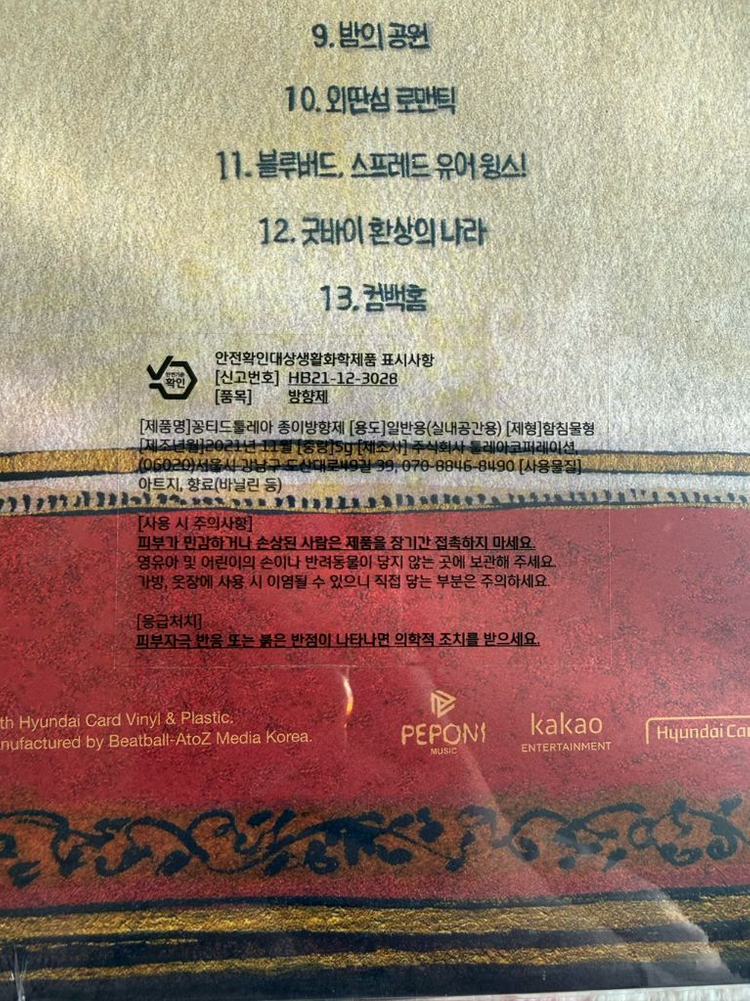 9. 밤의 공원
10. 외딴섬 로맨틱
11. 블루버드, 스프레드 유어 윙스!
12. 굿바이 환상의 나라
13. 컴백홈
안전기준
확인
안전확인대상생활화학제품 표시사항
[신고번호] HB21-12-3028
[품목] 방향제
[제품명]꽁티드툴레아 종이방향제 [용도]일반용(실내공간용) [제형]함침물형
[제조년월]2021년 11월 [중량]5g [제조사] 주식회사 툴레아코퍼레이션,
(06020)서울시 강남구 도산대로49길 39, 070-8846-8490 [사용물질]
아트지, 향료(바닐린 등)
[사용 시 주의사항]
피부가 민감하거나 손상된 사람은 제품을 장기간 접촉하지 마세요.
영유아 및 어린이의 손이나 반려동물이 닿지 않는 곳에 보관해 주세요.
가방, 옷장에 사용 시 이염될 수 있으니 직접 닿는 부분은 주의하세요.
[응급처치]
피부자극 반응 또는 붉은 반점이 나타나면 의학적 조치를 받으세요.
th Hyundai Card Vinyl & Plastic.
nufactured by Beatball-AtoZ Media Korea.
PEPONI
MUSIC
kakao
ENTERTAINMENT
Hyundai Car